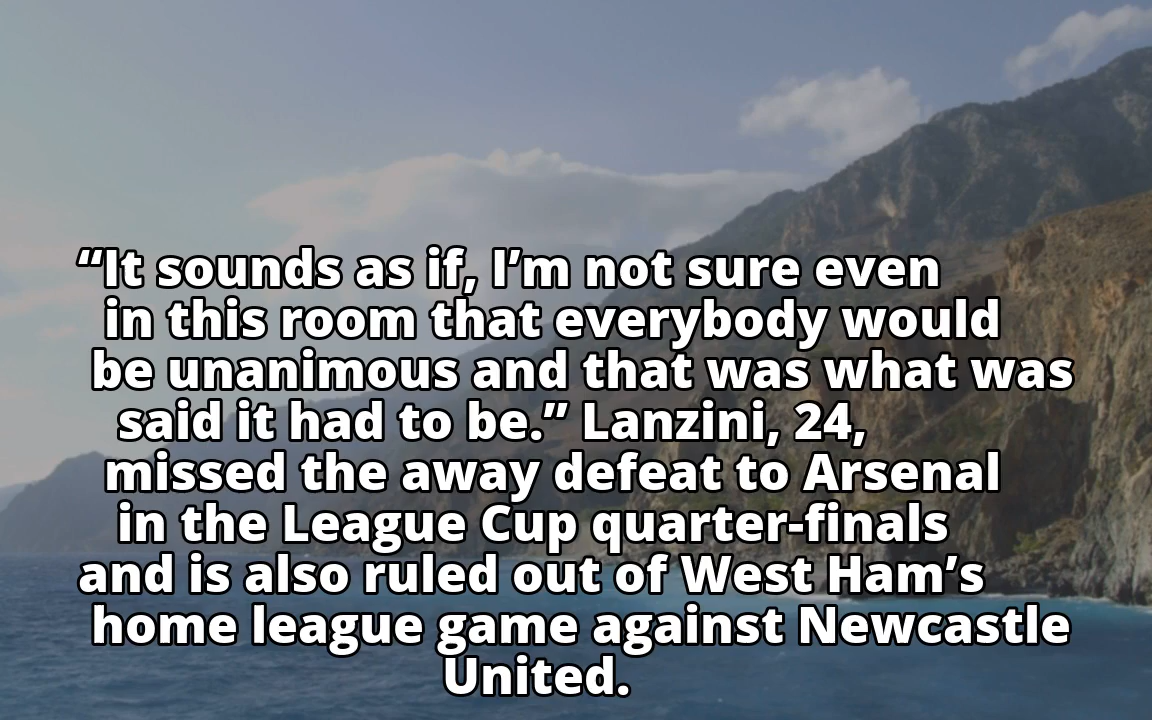 “It sounds as if, I’m not sure even
in this room that everybody would
be unanimous and that was what was
said it had to be.” Lanzini, 24,
missed the away defeat to Arsenal
in the League Cup quarter-finals
and is also ruled out of West Ham’s
home league game against Newcastle
United.